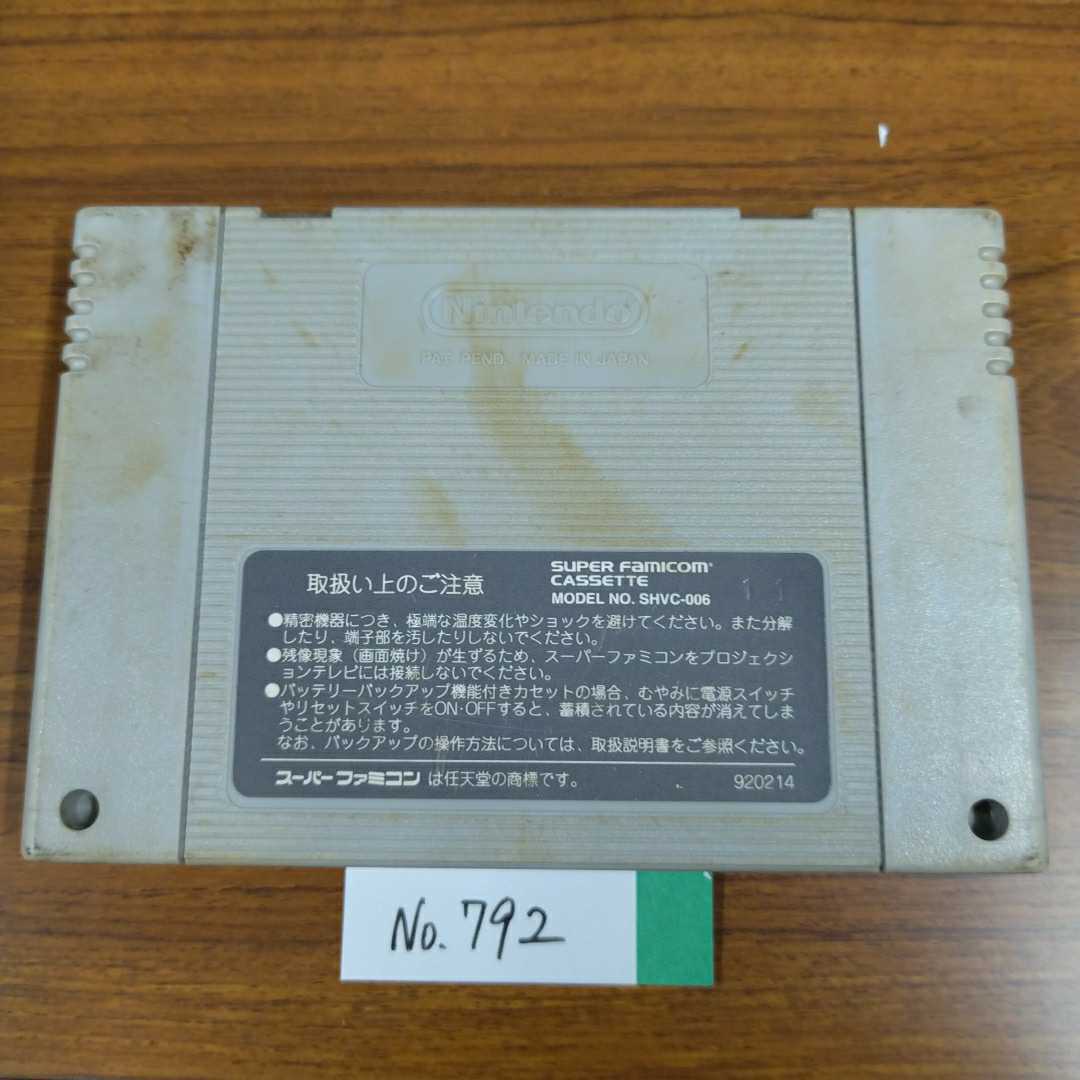 Nintendo
PAT. PEND. MADE IN JAPAN
取扱い上のご注意
SUPER FAMICOM
CASSETTE
MODEL NO. SHVC-006
11
●精密機器につき、極端な温度変化やショックを避けてください。また分解
したり、端子部を汚したりしないでください。
●残像現象（画面焼け）が生ずるため、スーパーファミコンをプロジェクシ
ョンテレビには接続しないでください。
●バッテリーバックアップ機能付きカセットの場合、むやみに電源スイッチ
やリセットスイッチをON・OFFすると、蓄積されている内容が消えてしま
うことがあります。
なお、バックアップの操作方法については、取扱説明書をご参照ください。
スーパーファミコン は任天堂の商標です。
920214
No. 792